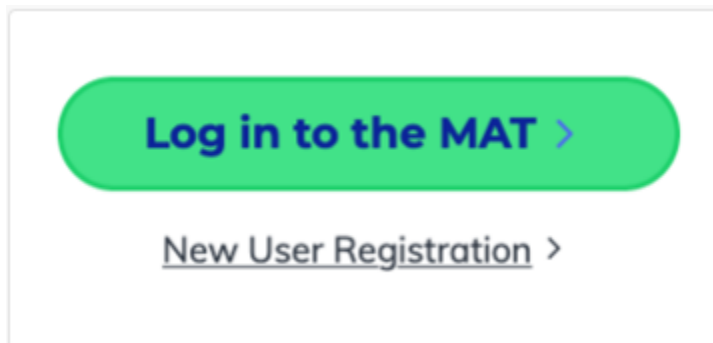 Log in to the MAT >
New User Registration >